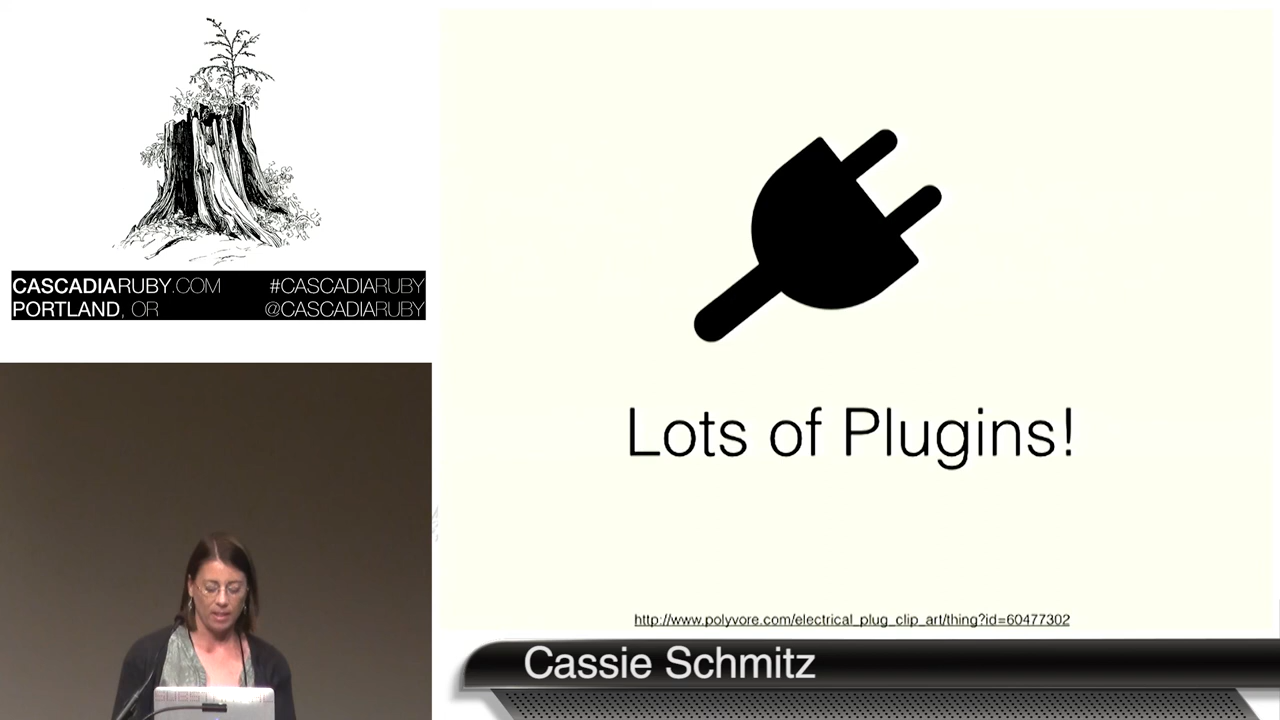 CASCADIARUBY.COM #CASCADIARUBY
PORTLAND, OR @CASCADIARUBY
Lots of Plugins!
http://www.polyvore.com/electrical_plug_clip_art/thing?id=60477302
Cassie Schmitz